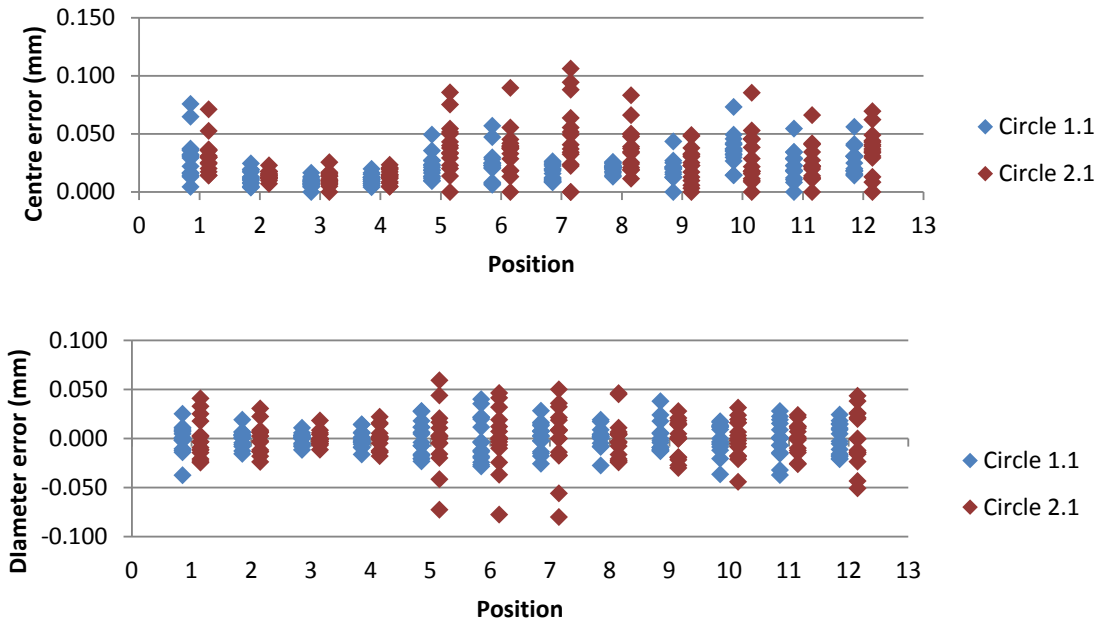 Centre error (mm)
0.150
0.100
0.050
0.000
0 1 2 3 4 5 6 7 8 9 10 11 12 13
Position
Circle 1.1
Circle 2.1
DIameter error (mm)
0.100
0.050
0.000
-0.050
-0.100
0 1 2 3 4 5 6 7 8 9 10 11 12 13
Position
Circle 1.1
Circle 2.1